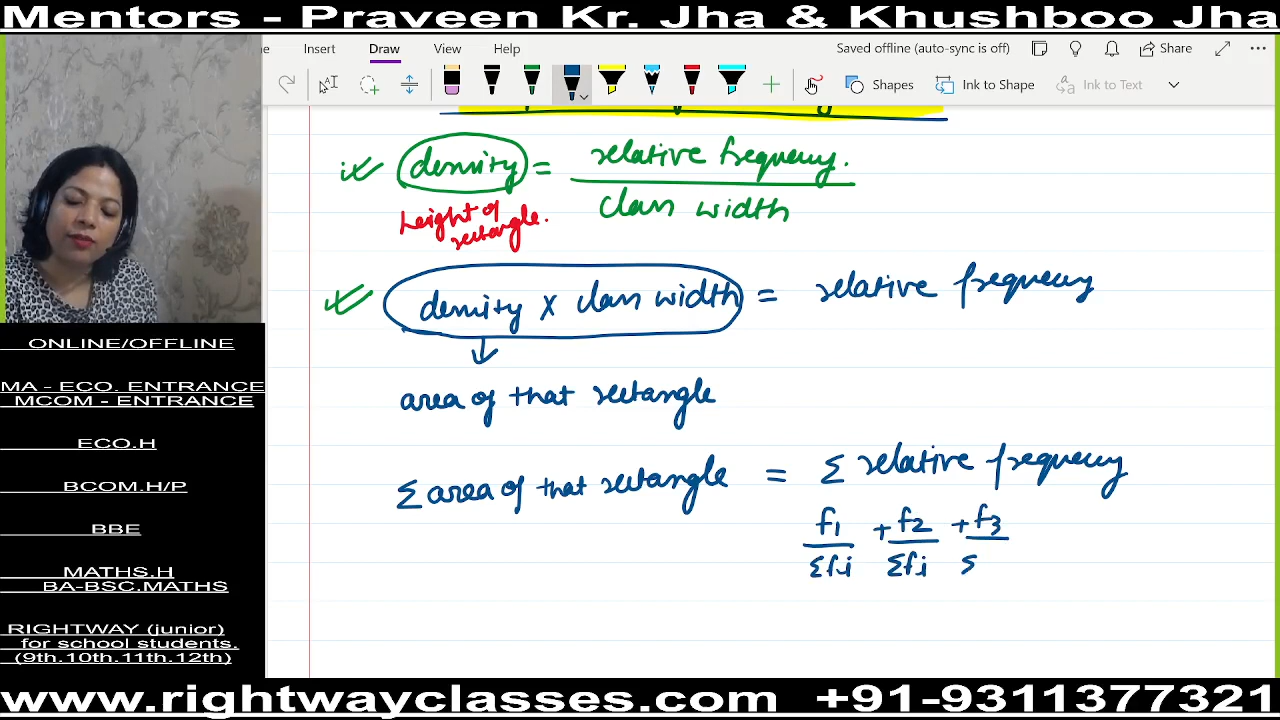 Mentors - Praveen Kr. Jha & Khushboo Jha
Insert Draw View Help
Saved offline (auto-sync is off) Share
Shapes Ink to Shape Ink to Text
i density = relative frequency.
class width
height of
rectangle.
density x class width = relative frequency
area of that rectangle
Σ area of that rectangle = Σ relative frequency
f1 + f2 + f3
Σfi Σfi Σ
ONLINE/OFFLINE
MA - ECO. ENTRANCE
MCOM - ENTRANCE
ECO.H
BCOM.H/P
BBE
MATHS.H
BA-BSC.MATHS
RIGHTWAY (junior)
for school students.
(9th.10th.11th.12th)
www.rightwayclasses.com +91-9311377321